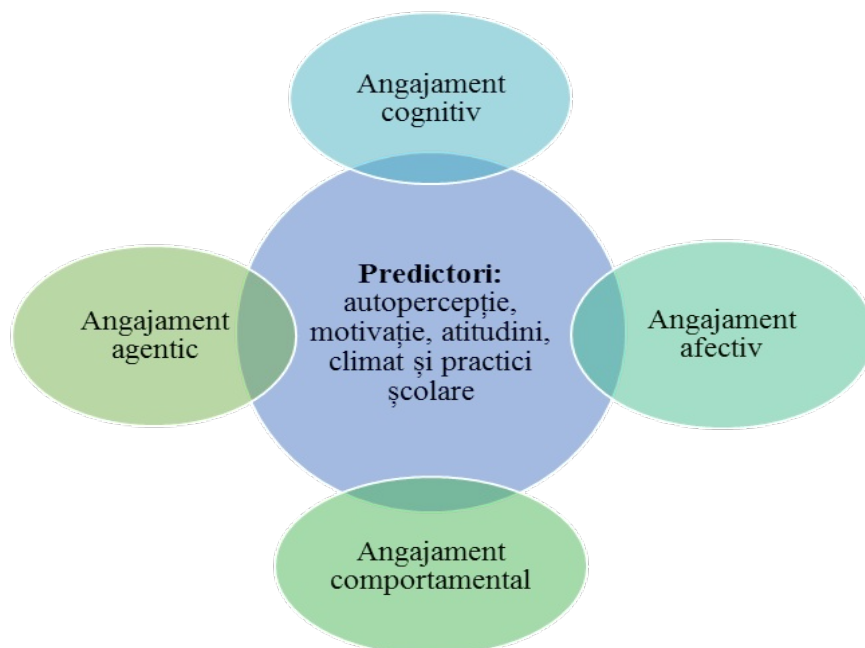 Angajament
cognitiv
Angajament
agentic
Predictori:
autopercepție,
motivație, atitudini,
climat și practici
școlare
Angajament
afectiv
Angajament
comportamental